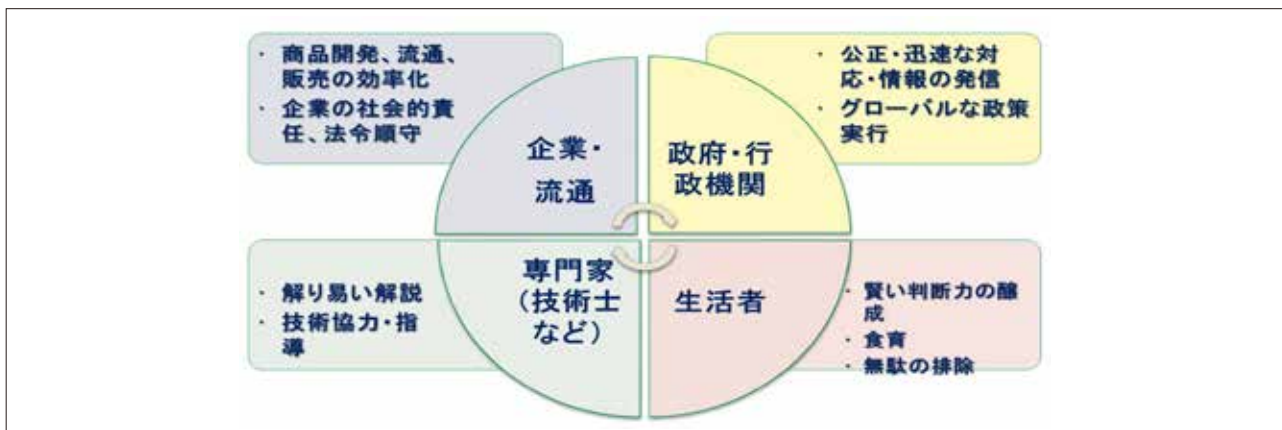 ・ 商品開発、流通、
販売の効率化
・ 企業の社会的責
任、法令順守
企業・
流通
・ 公正・迅速な対
応・情報の発信
・ グローバルな政策
実行
政府・行
政機関
・ 解り易い解説
・ 技術協力・指
導
専門家
（技術士
など）
生活者
・ 賢い判断力の醸
成
・ 食育
・ 無駄の排除